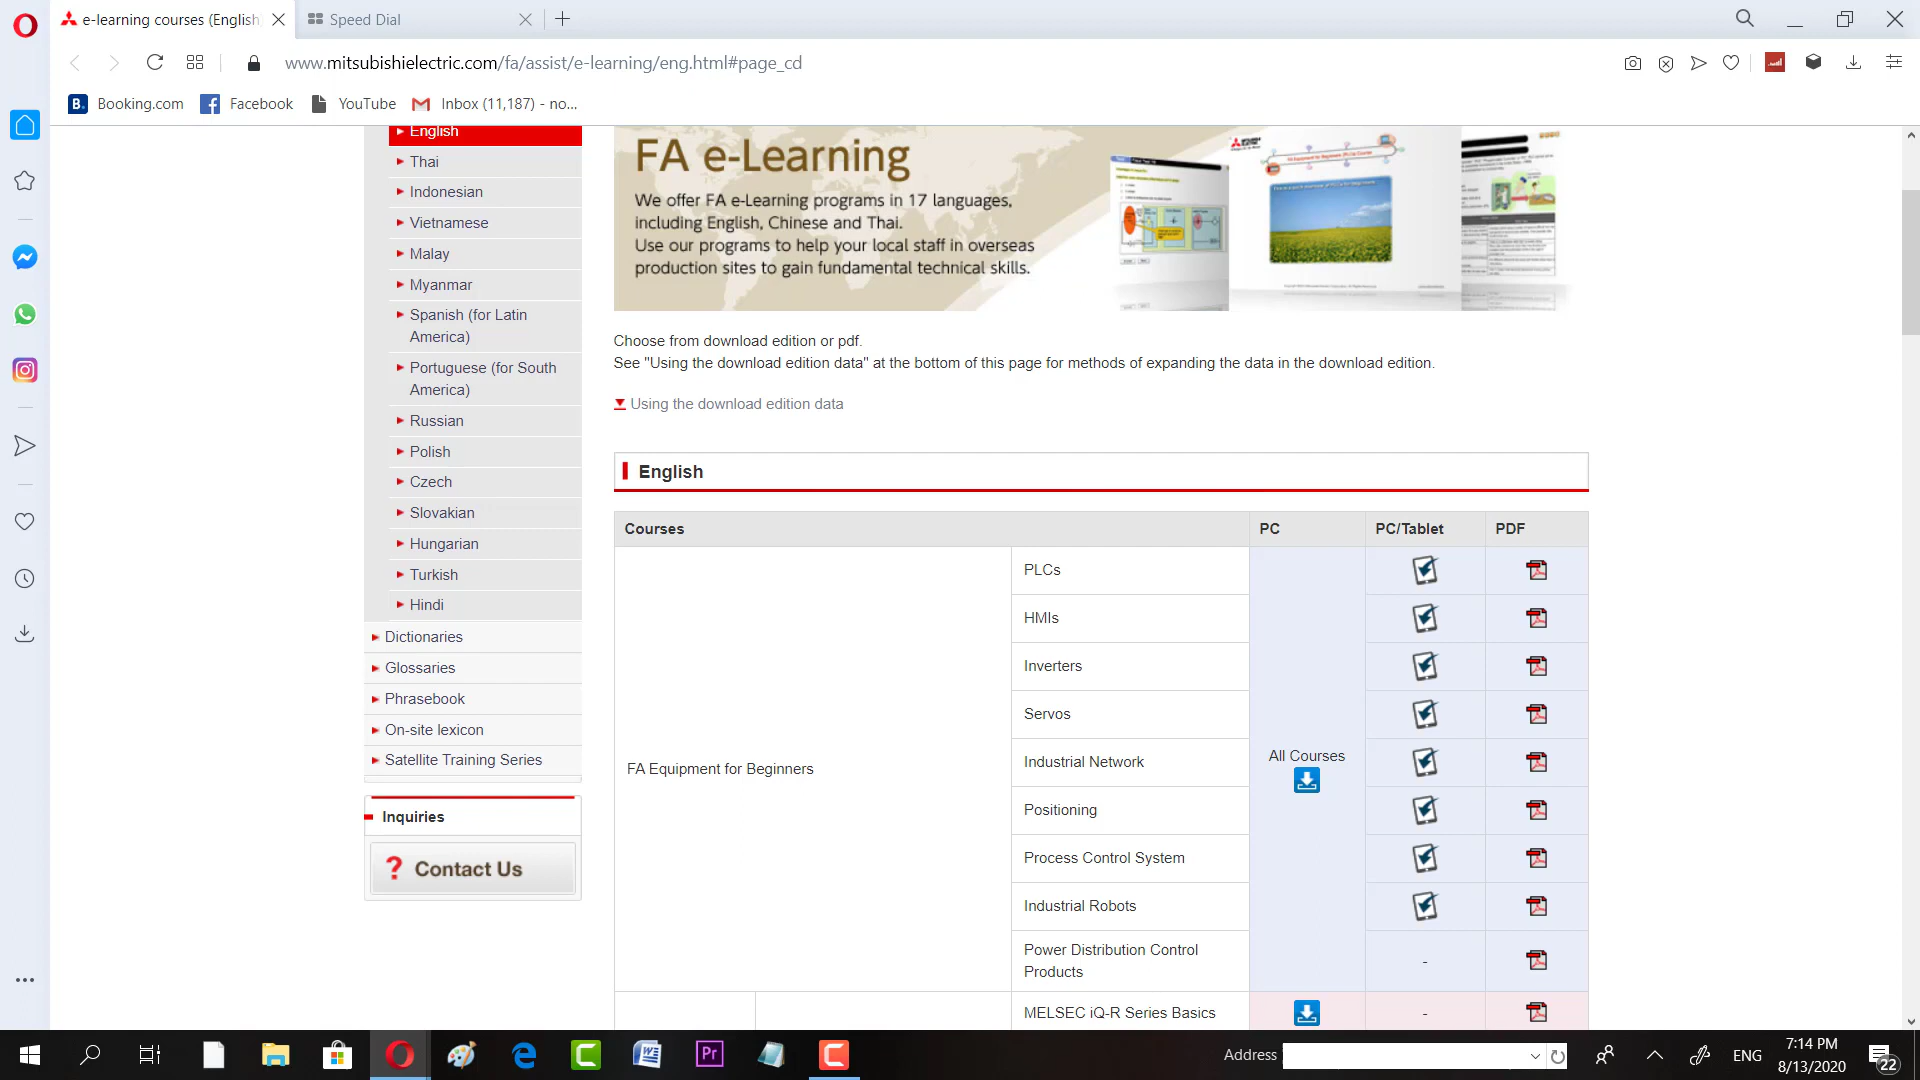 e-learning courses (English
Speed Dial
www.mitsubishielectric.com/fa/assist/e-learning/eng.html#page_cd
B. Booking.com
Facebook
YouTube
Inbox (11,187) - no...
English
Thai
Indonesian
Vietnamese
Malay
Myanmar
Spanish (for Latin
America)
Portuguese (for South
America)
Russian
Polish
Czech
Slovakian
Hungarian
Turkish
Hindi
Dictionaries
Glossaries
Phrasebook
On-site lexicon
Satellite Training Series
Inquiries
? Contact Us
FA e-Learning
We offer FA e-Learning programs in 17 languages,
including English, Chinese and Thai.
Use our programs to help your local staff in overseas
production sites to gain fundamental technical skills.
Choose from download edition or pdf.
See "Using the download edition data" at the bottom of this page for methods of expanding the data in the download edition.
Using the download edition data
English
Courses PC PC/Tablet PDF
FA Equipment for Beginners
PLCs
HMIs
Inverters
Servos
Industrial Network
Positioning
Process Control System
Industrial Robots
Power Distribution Control
Products
All Courses
-
MELSEC iQ-R Series Basics -
Address
ENG
7:14 PM
8/13/2020
22